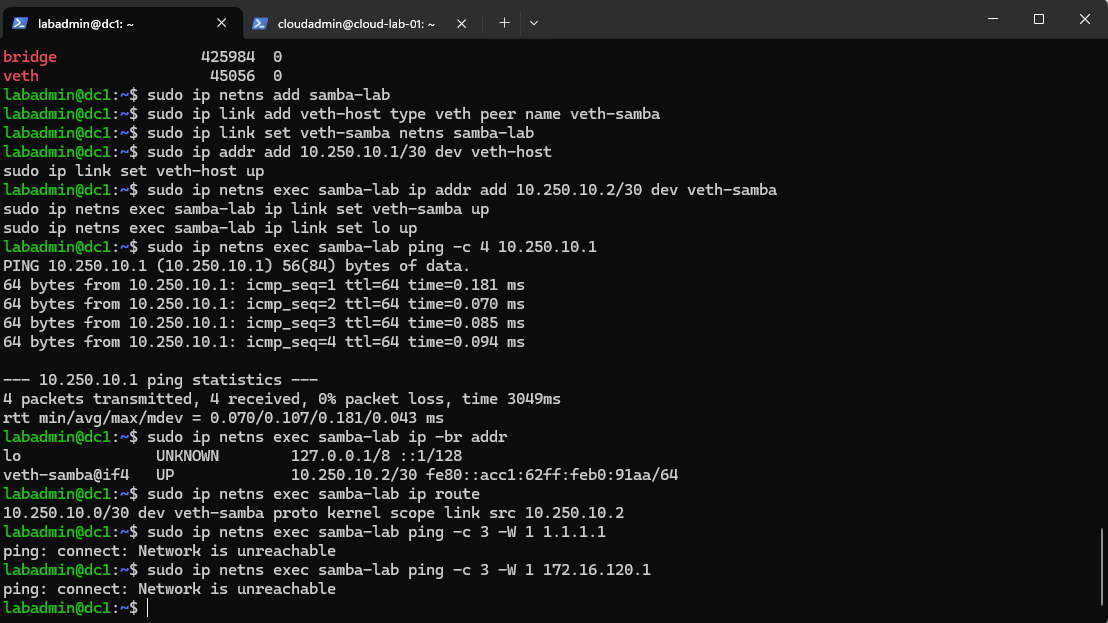 labadmin@dc1: ~
cloudadmin@cloud-lab-01: ~
bridge 425984 0
veth 45056 0
labadmin@dc1:~$ sudo ip netns add samba-lab
labadmin@dc1:~$ sudo ip link add veth-host type veth peer name veth-samba
labadmin@dc1:~$ sudo ip link set veth-samba netns samba-lab
labadmin@dc1:~$ sudo ip addr add 10.250.10.1/30 dev veth-host
sudo ip link set veth-host up
labadmin@dc1:~$ sudo ip netns exec samba-lab ip addr add 10.250.10.2/30 dev veth-samba
sudo ip netns exec samba-lab ip link set veth-samba up
sudo ip netns exec samba-lab ip link set lo up
labadmin@dc1:~$ sudo ip netns exec samba-lab ping -c 4 10.250.10.1
PING 10.250.10.1 (10.250.10.1) 56(84) bytes of data.
64 bytes from 10.250.10.1: icmp_seq=1 ttl=64 time=0.181 ms
64 bytes from 10.250.10.1: icmp_seq=2 ttl=64 time=0.070 ms
64 bytes from 10.250.10.1: icmp_seq=3 ttl=64 time=0.085 ms
64 bytes from 10.250.10.1: icmp_seq=4 ttl=64 time=0.094 ms
--- 10.250.10.1 ping statistics ---
4 packets transmitted, 4 received, 0% packet loss, time 3049ms
rtt min/avg/max/mdev = 0.070/0.107/0.181/0.043 ms
labadmin@dc1:~$ sudo ip netns exec samba-lab ip -br addr
lo UNKNOWN 127.0.0.1/8 ::1/128
veth-samba@if4 UP 10.250.10.2/30 fe80::acc1:62ff:feb0:91aa/64
labadmin@dc1:~$ sudo ip netns exec samba-lab ip route
10.250.10.0/30 dev veth-samba proto kernel scope link src 10.250.10.2
labadmin@dc1:~$ sudo ip netns exec samba-lab ping -c 3 -W 1 1.1.1.1
ping: connect: Network is unreachable
labadmin@dc1:~$ sudo ip netns exec samba-lab ping -c 3 -W 1 172.16.120.1
ping: connect: Network is unreachable
labadmin@dc1:~$